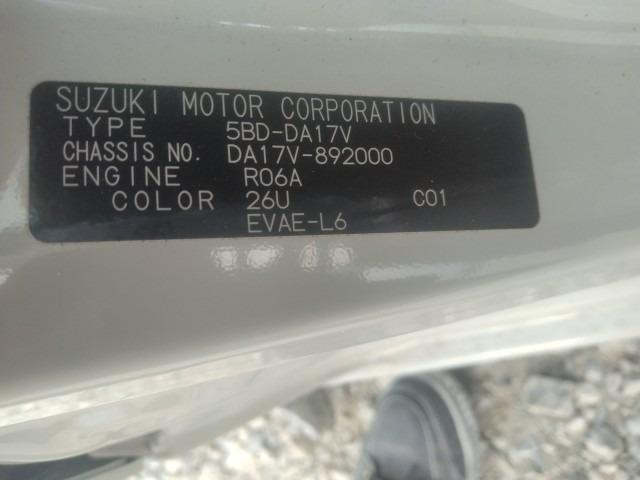 SUZUKI MOTOR CORPORATION
TYPE 5BD-DA17V
CHASSIS NO. DA17V-892000
ENGINE R06A
COLOR 26U C01
EVAE-L6